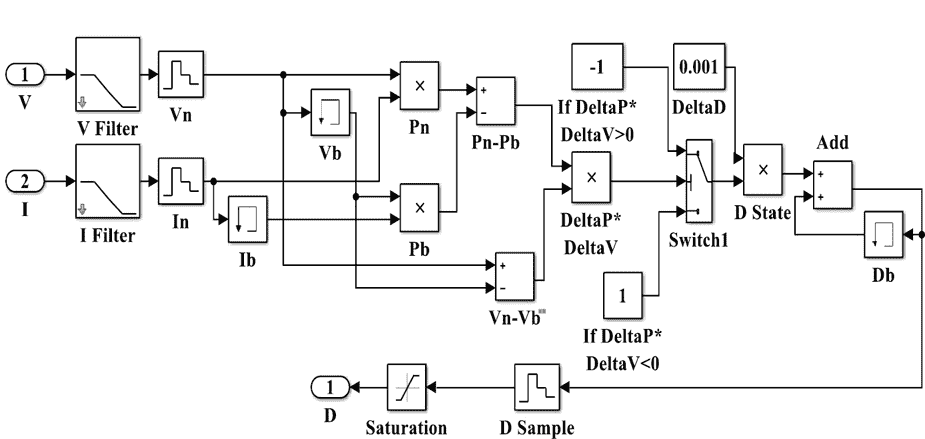 1
V
V Filter
Vn
Vb
Pn
+
−
Pn-Pb
-1
If DeltaP*
DeltaV>0
0.001
DeltaD
2
I
I Filter
In
Ib
×
×
Pb
×
DeltaP*
DeltaV
Switch1
×
D State
Add
+
+
Db
+
−
Vn-Vb
1
If DeltaP*
DeltaV<0
1
D
Saturation
D Sample